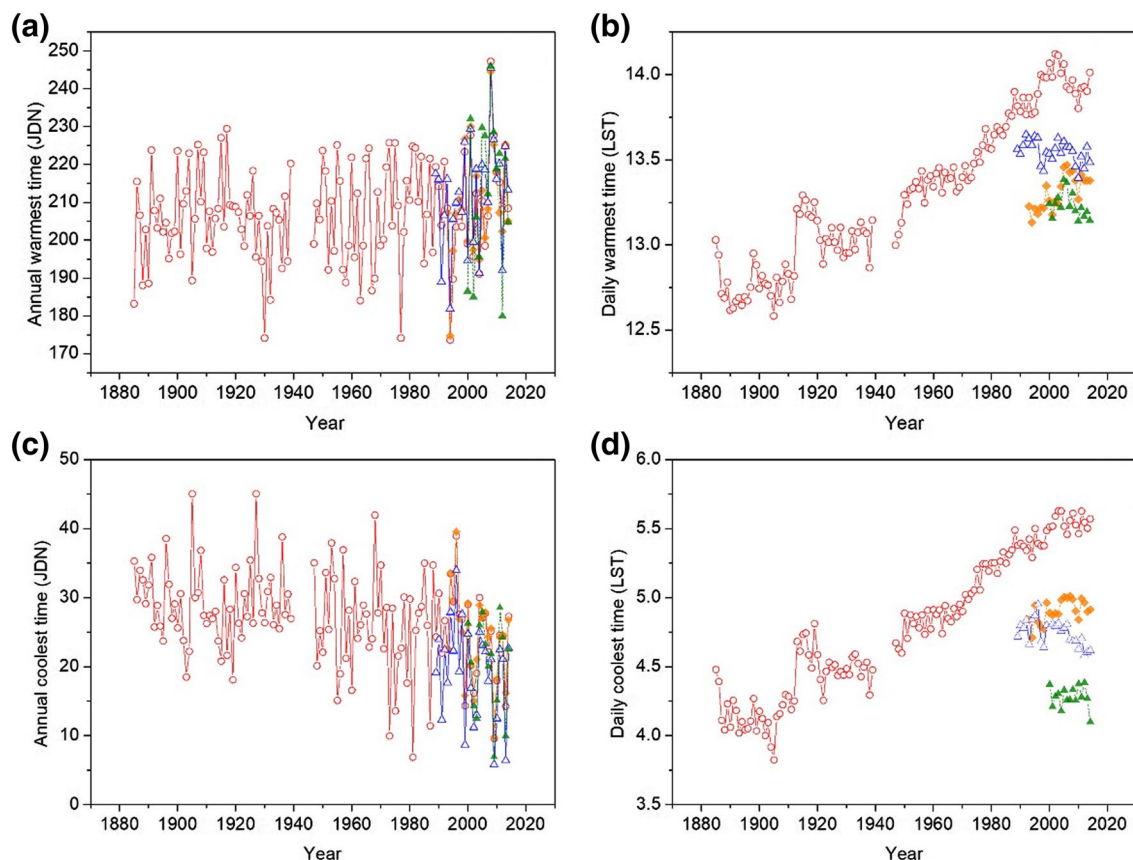 (a)
Annual warmest time (JDN)
250
240
230
220
210
200
190
180
170
1880 1900 1920 1940 1960 1980 2000 2020
Year
(b)
Daily warmest time (LST)
14.0
13.5
13.0
12.5
1880 1900 1920 1940 1960 1980 2000 2020
Year
(c)
Annual coolest time (JDN)
50
40
30
20
10
0
1880 1900 1920 1940 1960 1980 2000 2020
Year
(d)
Daily coolest time (LST)
6.0
5.5
5.0
4.5
4.0
3.5
1880 1900 1920 1940 1960 1980 2000 2020
Year